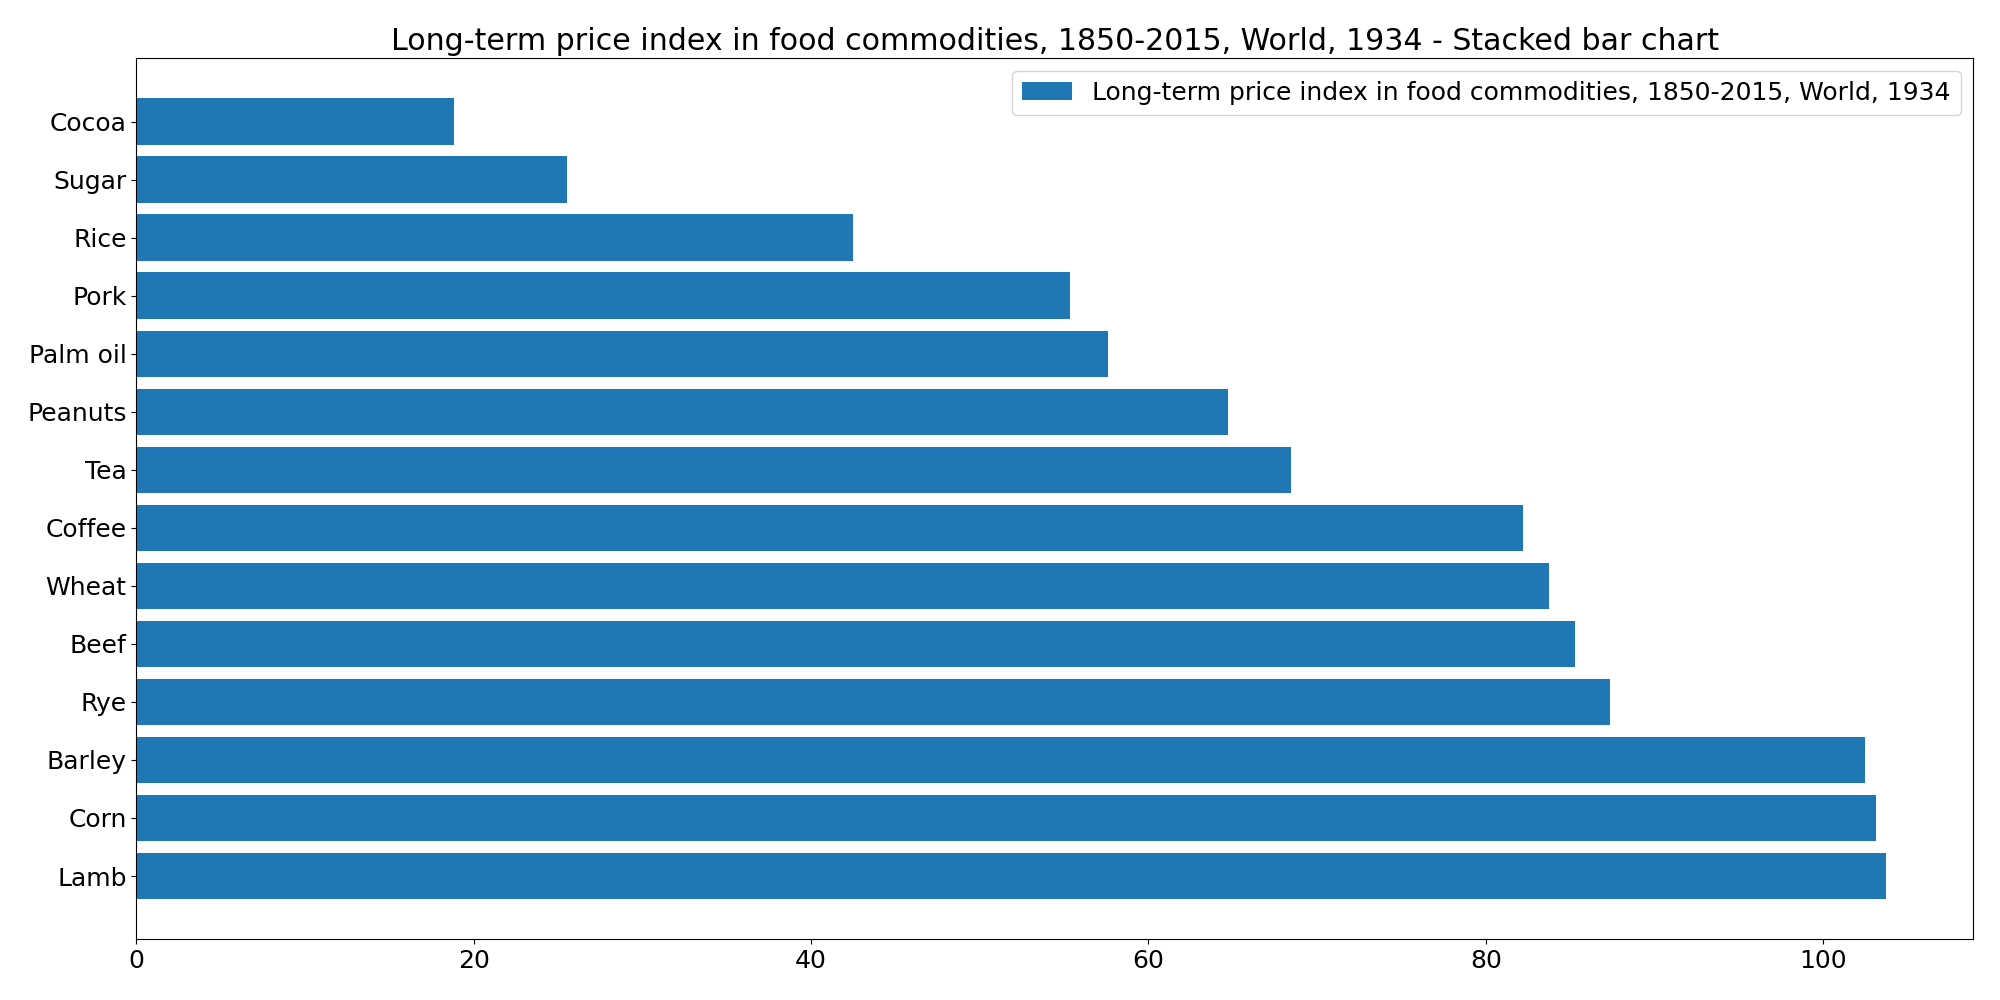 Long-term price index in food commodities, 1850-2015, World, 1934 - Stacked bar chart
Long-term price index in food commodities, 1850-2015, World, 1934
Cocoa
Sugar
Rice
Pork
Palm oil
Peanuts
Tea
Coffee
Wheat
Beef
Rye
Barley
Corn
Lamb
0 20 40 60 80 100